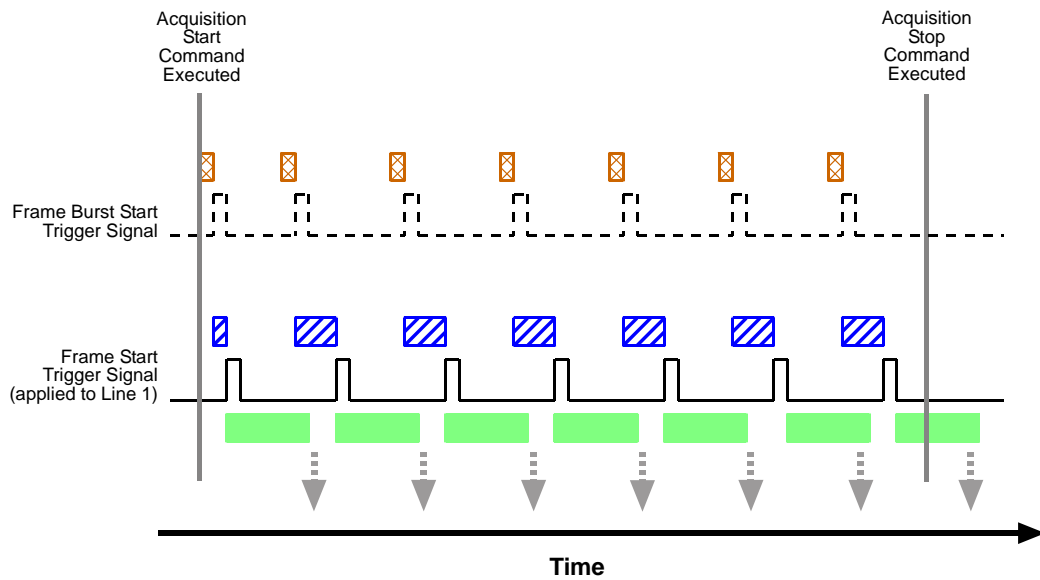 Acquisition
Start
Command
Executed
Acquisition
Stop
Command
Executed
Frame Burst Start
Trigger Signal
Frame Start
Trigger Signal
(applied to Line 1)
Time